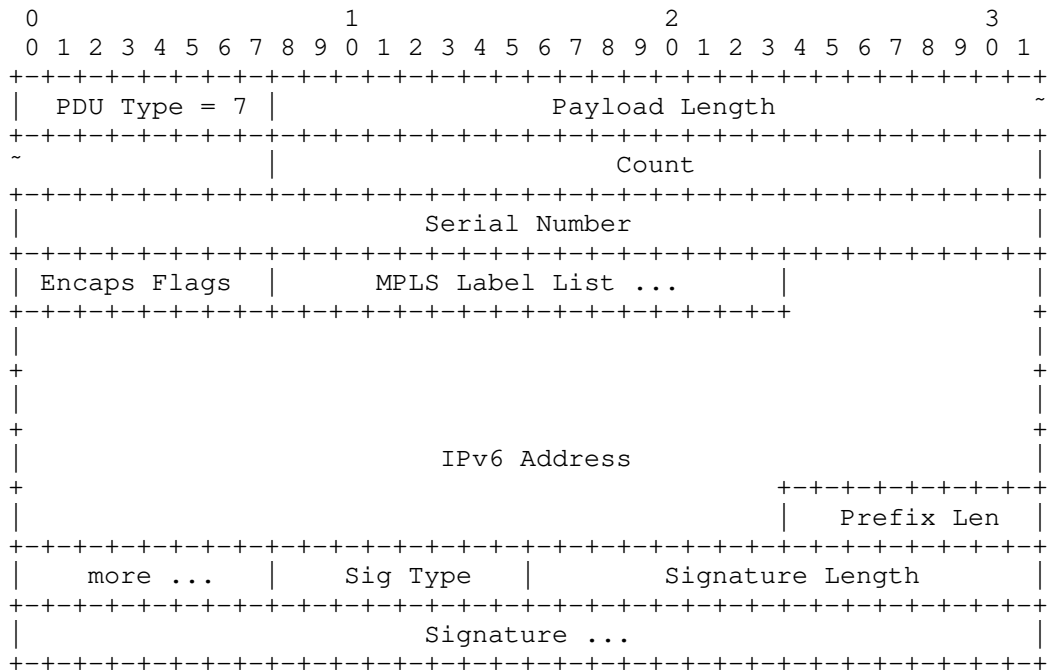 0                   1                   2                   3
0 1 2 3 4 5 6 7 8 9 0 1 2 3 4 5 6 7 8 9 0 1 2 3 4 5 6 7 8 9 0 1
+-+-+-+-+-+-+-+-+-+-+-+-+-+-+-+-+-+-+-+-+-+-+-+-+-+-+-+-+-+-+-+-+
|  PDU Type = 7 |                 Payload Length                ~
+-+-+-+-+-+-+-+-+-+-+-+-+-+-+-+-+-+-+-+-+-+-+-+-+-+-+-+-+-+-+-+-+
~               |                     Count                     |
+-+-+-+-+-+-+-+-+-+-+-+-+-+-+-+-+-+-+-+-+-+-+-+-+-+-+-+-+-+-+-+-+
|                         Serial Number                         |
+-+-+-+-+-+-+-+-+-+-+-+-+-+-+-+-+-+-+-+-+-+-+-+-+-+-+-+-+-+-+-+-+
| Encaps Flags  |      MPLS Label List ...      |               |
+-+-+-+-+-+-+-+-+-+-+-+-+-+-+-+-+-+-+-+-+-+-+-+-+               +
|                                                               |
+                                                               +
|                                                               |
+                                                               +
|                          IPv6 Address                         |
+                                               +-+-+-+-+-+-+-+-+
|                                               |   Prefix Len  |
+-+-+-+-+-+-+-+-+-+-+-+-+-+-+-+-+-+-+-+-+-+-+-+-+-+-+-+-+-+-+-+-+
|    more ...   |    Sig Type   |        Signature Length       |
+-+-+-+-+-+-+-+-+-+-+-+-+-+-+-+-+-+-+-+-+-+-+-+-+-+-+-+-+-+-+-+-+
|                         Signature ...                         |
+-+-+-+-+-+-+-+-+-+-+-+-+-+-+-+-+-+-+-+-+-+-+-+-+-+-+-+-+-+-+-+-+